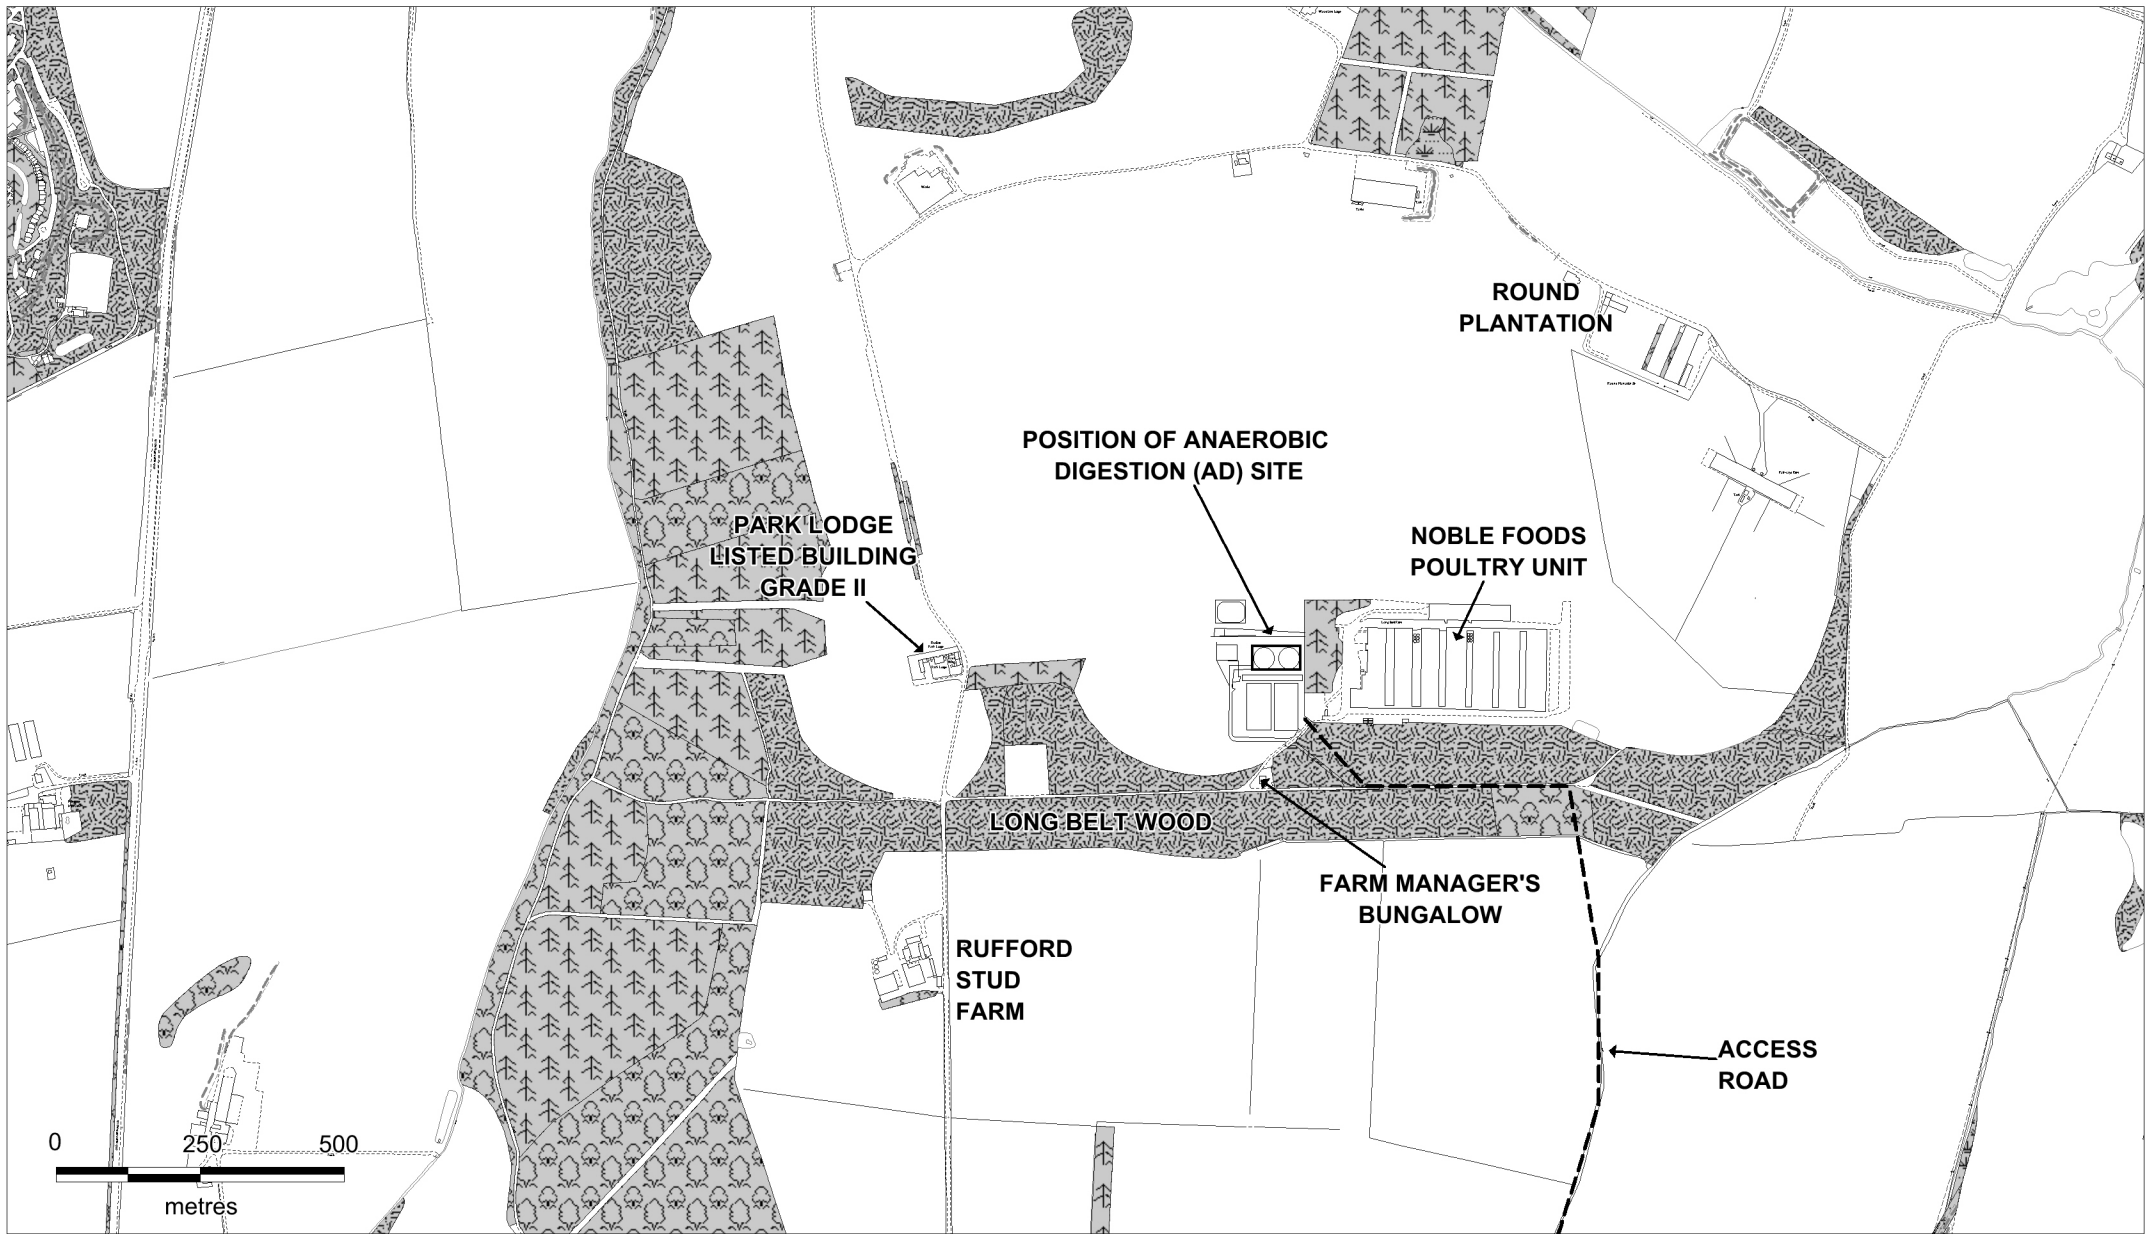 ROUND
PLANTATION
POSITION OF ANAEROBIC
DIGESTION (AD) SITE
PARK LODGE
LISTED BUILDING
GRADE II
NOBLE FOODS
POULTRY UNIT
LONG BELT WOOD
FARM MANAGER'S
BUNGALOW
RUFFORD
STUD
FARM
ACCESS
ROAD
0 250 500
metres